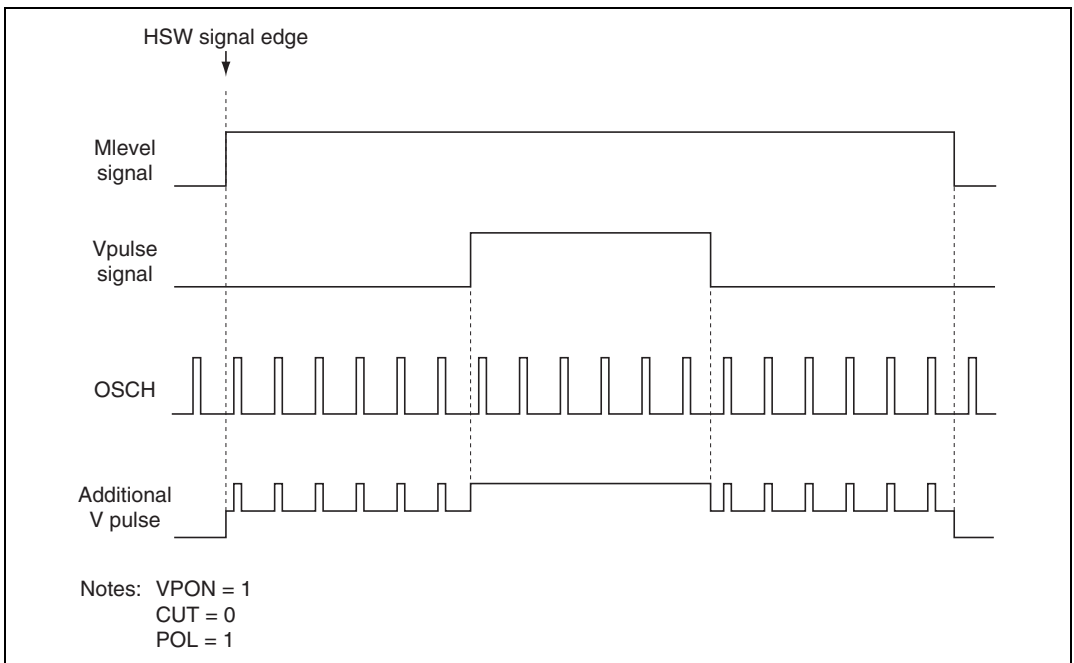 HSW signal edge
Mlevel
signal
Vpulse
signal
OSCH
Additional
V pulse
Notes: VPON = 1
CUT = 0
POL = 1